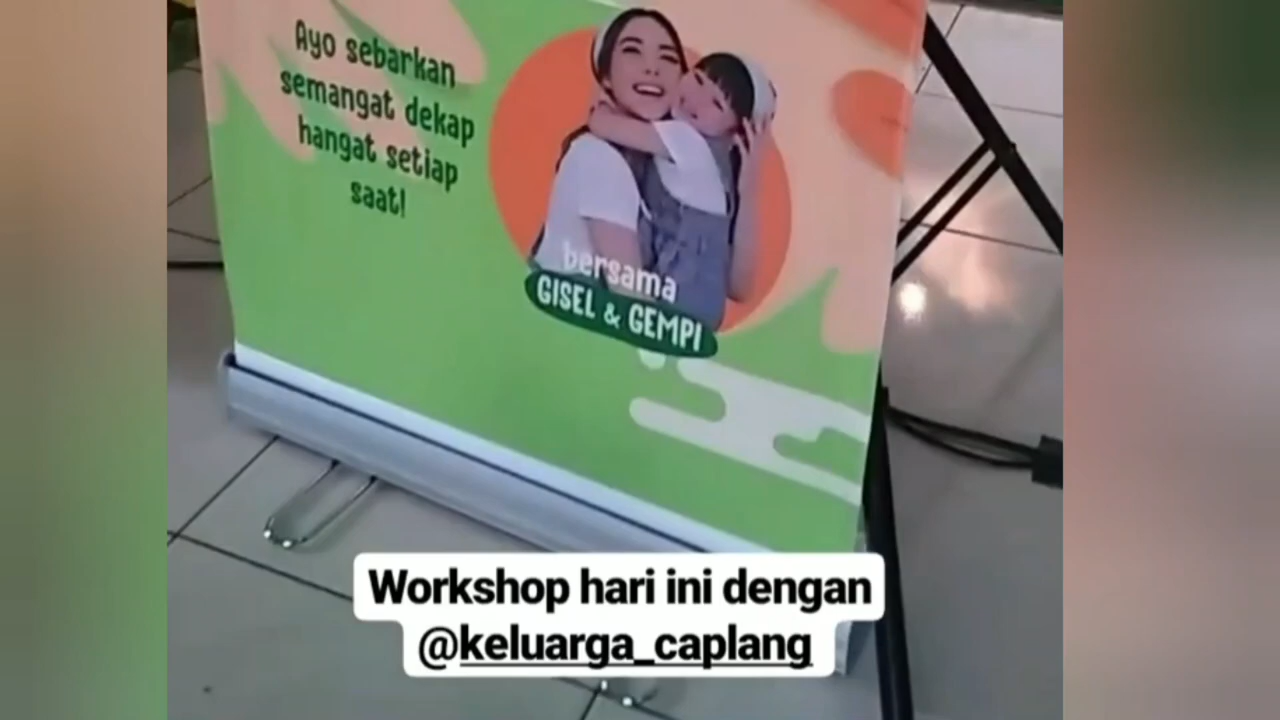 Ayo sebarkan
semangat dekap
hangat setiap
saat!
bersama
GISEL & GEMPI
Workshop hari ini dengan
@keluarga_caplang